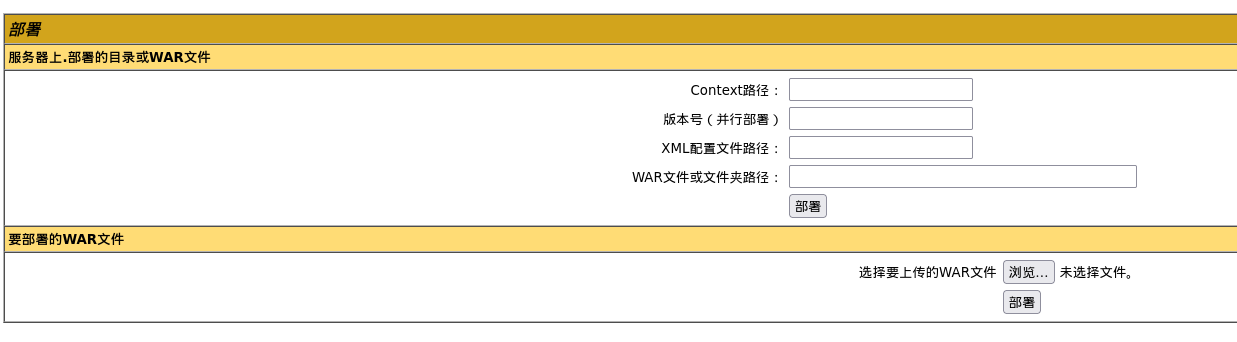 部署
服务器上.部署的目录或WAR文件
Context路径：
版本号（并行部署）
XML配置文件路径：
WAR文件或文件夹路径：
部署
要部署的WAR文件
选择要上传的WAR文件 浏览… 未选择文件。
部署